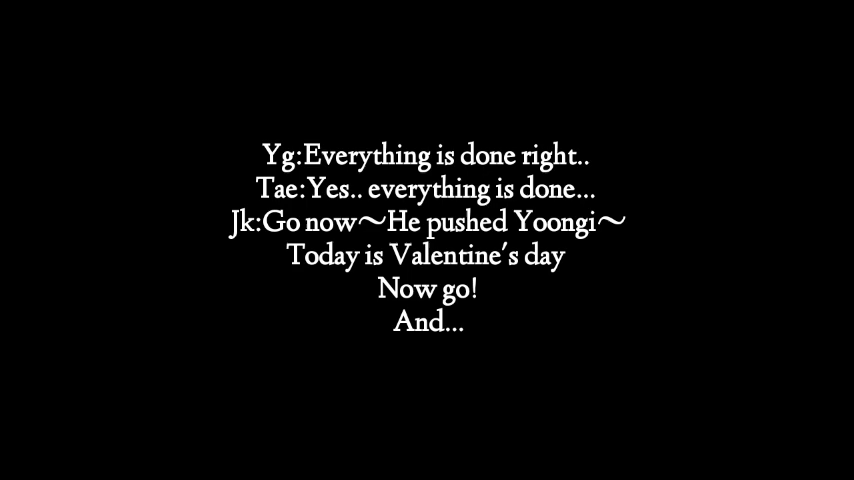 Yg:Everything is done right..
Tae:Yes.. everything is done...
Jk:Go now~He pushed Yoongi~
Today is Valentine's day
Now go!
And...